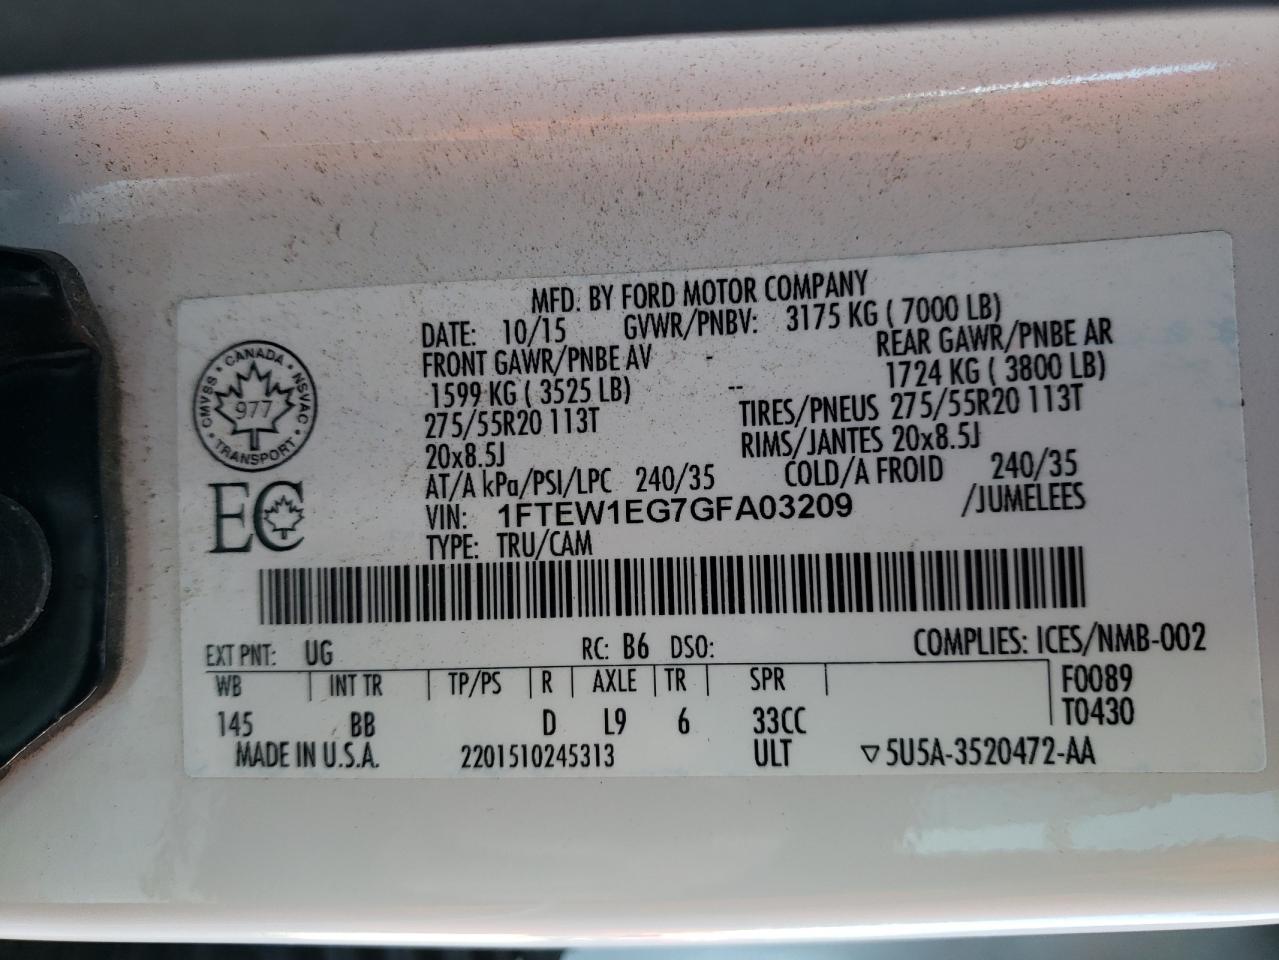 MFD. BY FORD MOTOR COMPANY
DATE: 10/15 GVWR/PNBV: 3175 KG ( 7000 LB)
FRONT GAWR/PNBE AV - REAR GAWR/PNBE AR
1599 KG ( 3525 LB) -- 1724 KG ( 3800 LB)
275/55R20 113T TIRES/PNEUS 275/55R20 113T
20x8.5J RIMS/JANTES 20x8.5J
AT/A kPa/PSI/LPC 240/35 COLD/A FROID 240/35
VIN: 1FTEW1EG7GFA03209 /JUMELEES
TYPE: TRU/CAM
CANADA
CMVSS NSVAC
977
TRANSPORT
EC
EXT PNT: UG RC: B6 DSO: COMPLIES: ICES/NMB-002
WB INT TR TP/PS R AXLE TR SPR F0089
145 BB D L9 6 33CC T0430
MADE IN U.S.A. 2201510245313 ULT ▽5U5A-3520472-AA